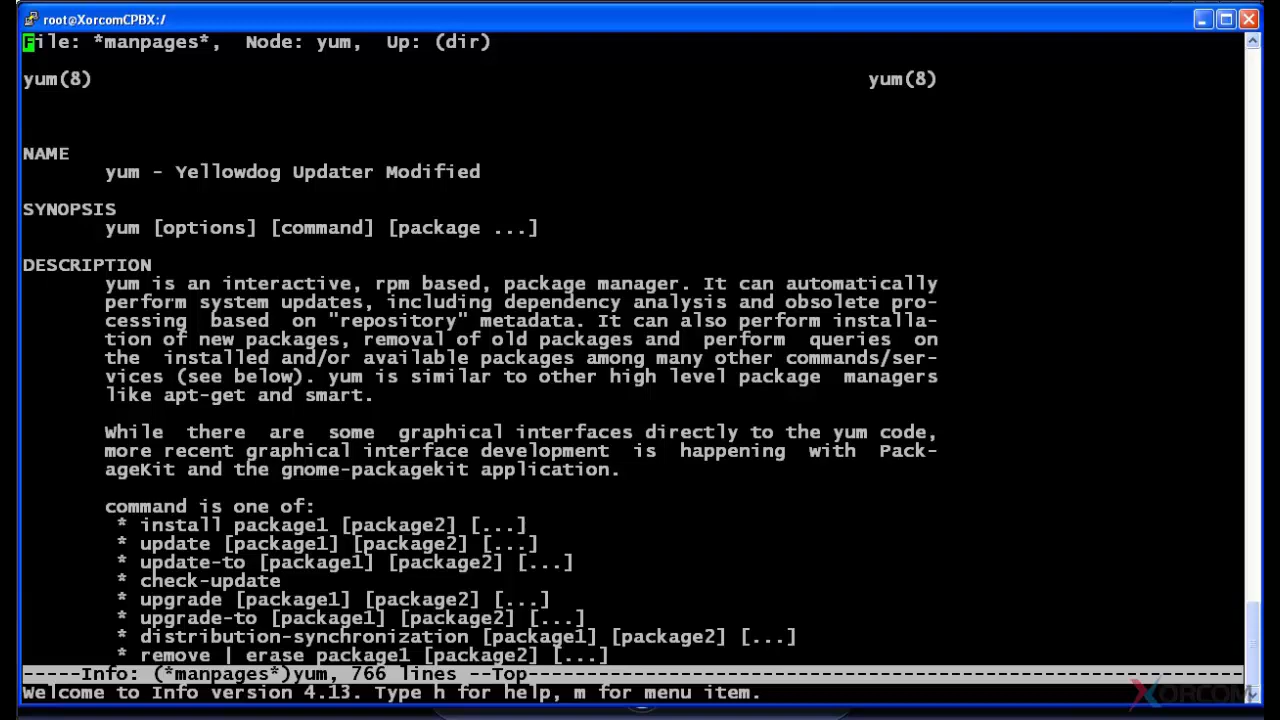 root@XorcomCPBX:/
File: *manpages*,  Node: yum,  Up: (dir)
yum(8)                                                                  yum(8)
NAME
yum - Yellowdog Updater Modified
SYNOPSIS
yum [options] [command] [package ...]
DESCRIPTION
yum is an interactive, rpm based, package manager. It can automatically
perform system updates, including dependency analysis and obsolete pro-
cessing  based  on "repository" metadata. It can also perform installa-
tion of new packages, removal of old packages and  perform  queries  on
the  installed and/or available packages among many other commands/ser-
vices (see below). yum is similar to other high level package  managers
like apt-get and smart.
While  there  are  some  graphical interfaces directly to the yum code,
more recent graphical interface development  is  happening  with  Pack-
ageKit and the gnome-packagekit application.
command is one of:
* install package1 [package2] [...]
* update [package1] [package2] [...]
* update-to [package1] [package2] [...]
* check-update
* upgrade [package1] [package2] [...]
* upgrade-to [package1] [package2] [...]
* distribution-synchronization [package1] [package2] [...]
* remove | erase package1 [package2] [...]
-----Info: (*manpages*)yum, 766 lines --Top-----
Welcome to Info version 4.13. Type h for help, m for menu item.
XORCOM